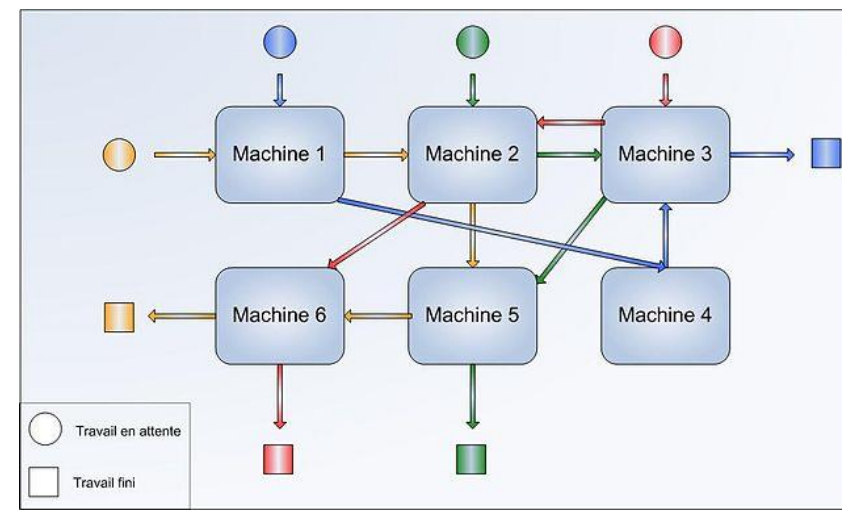 Machine 1
Machine 2
Machine 3
Machine 6
Machine 5
Machine 4
Travail en attente
Travail fini